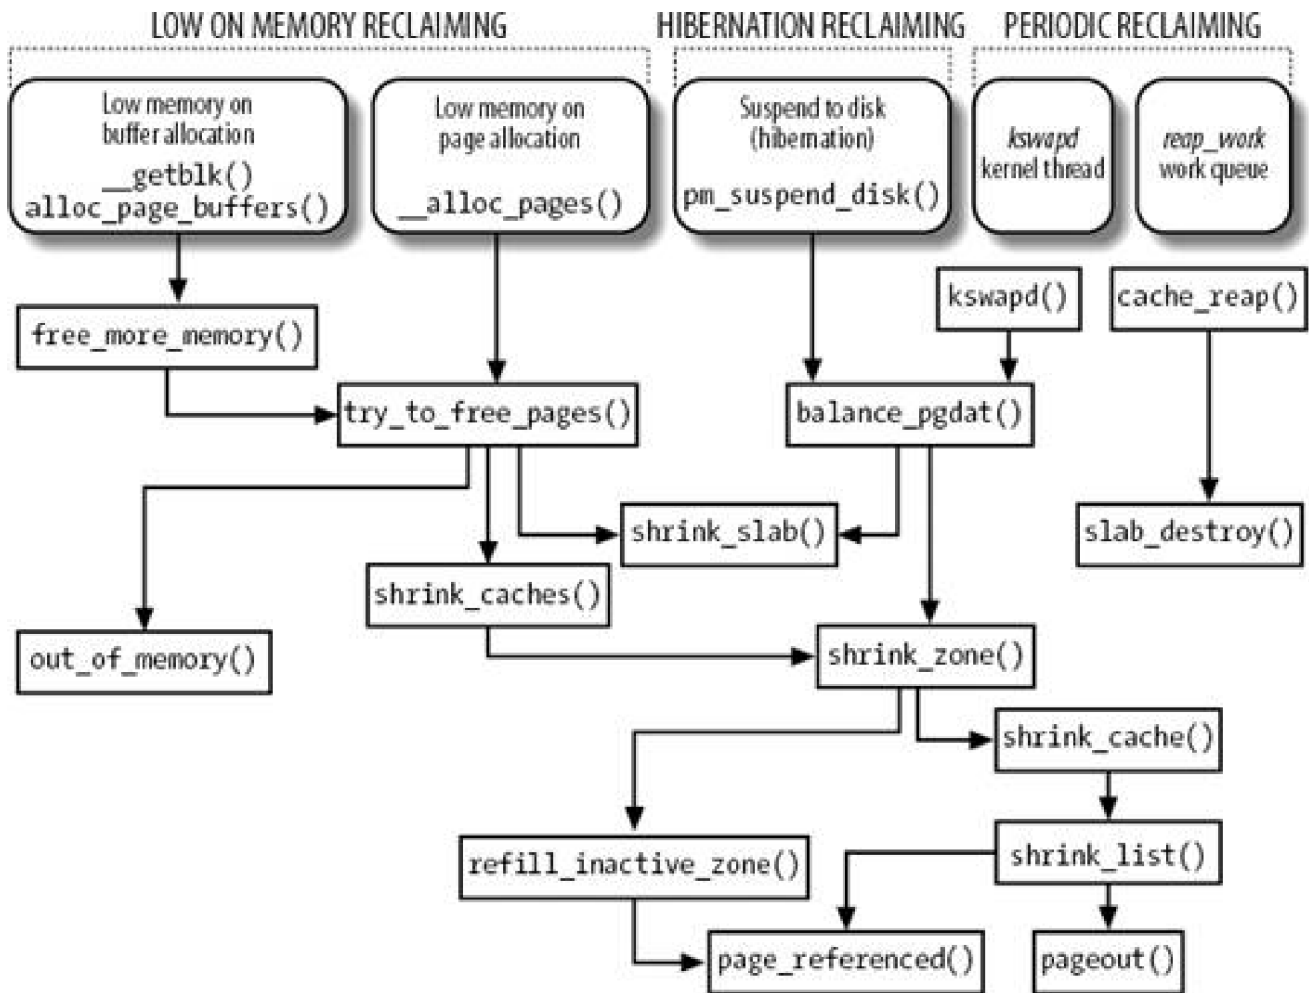 LOW ON MEMORY RECLAIMING
HIBERNATION RECLAIMING
PERIODIC RECLAIMING
Low memory on
buffer allocation
__getblk()
alloc_page_buffers()
Low memory on
page allocation
__alloc_pages()
Suspend to disk
(hibernation)
pm_suspend_disk()
kswapd
kernel thread
reap_work
work queue
free_more_memory()
kswapd()
cache_reap()
try_to_free_pages()
balance_pgdat()
shrink_slab()
slab_destroy()
shrink_caches()
out_of_memory()
shrink_zone()
shrink_cache()
refill_inactive_zone()
shrink_list()
page_referenced()
pageout()